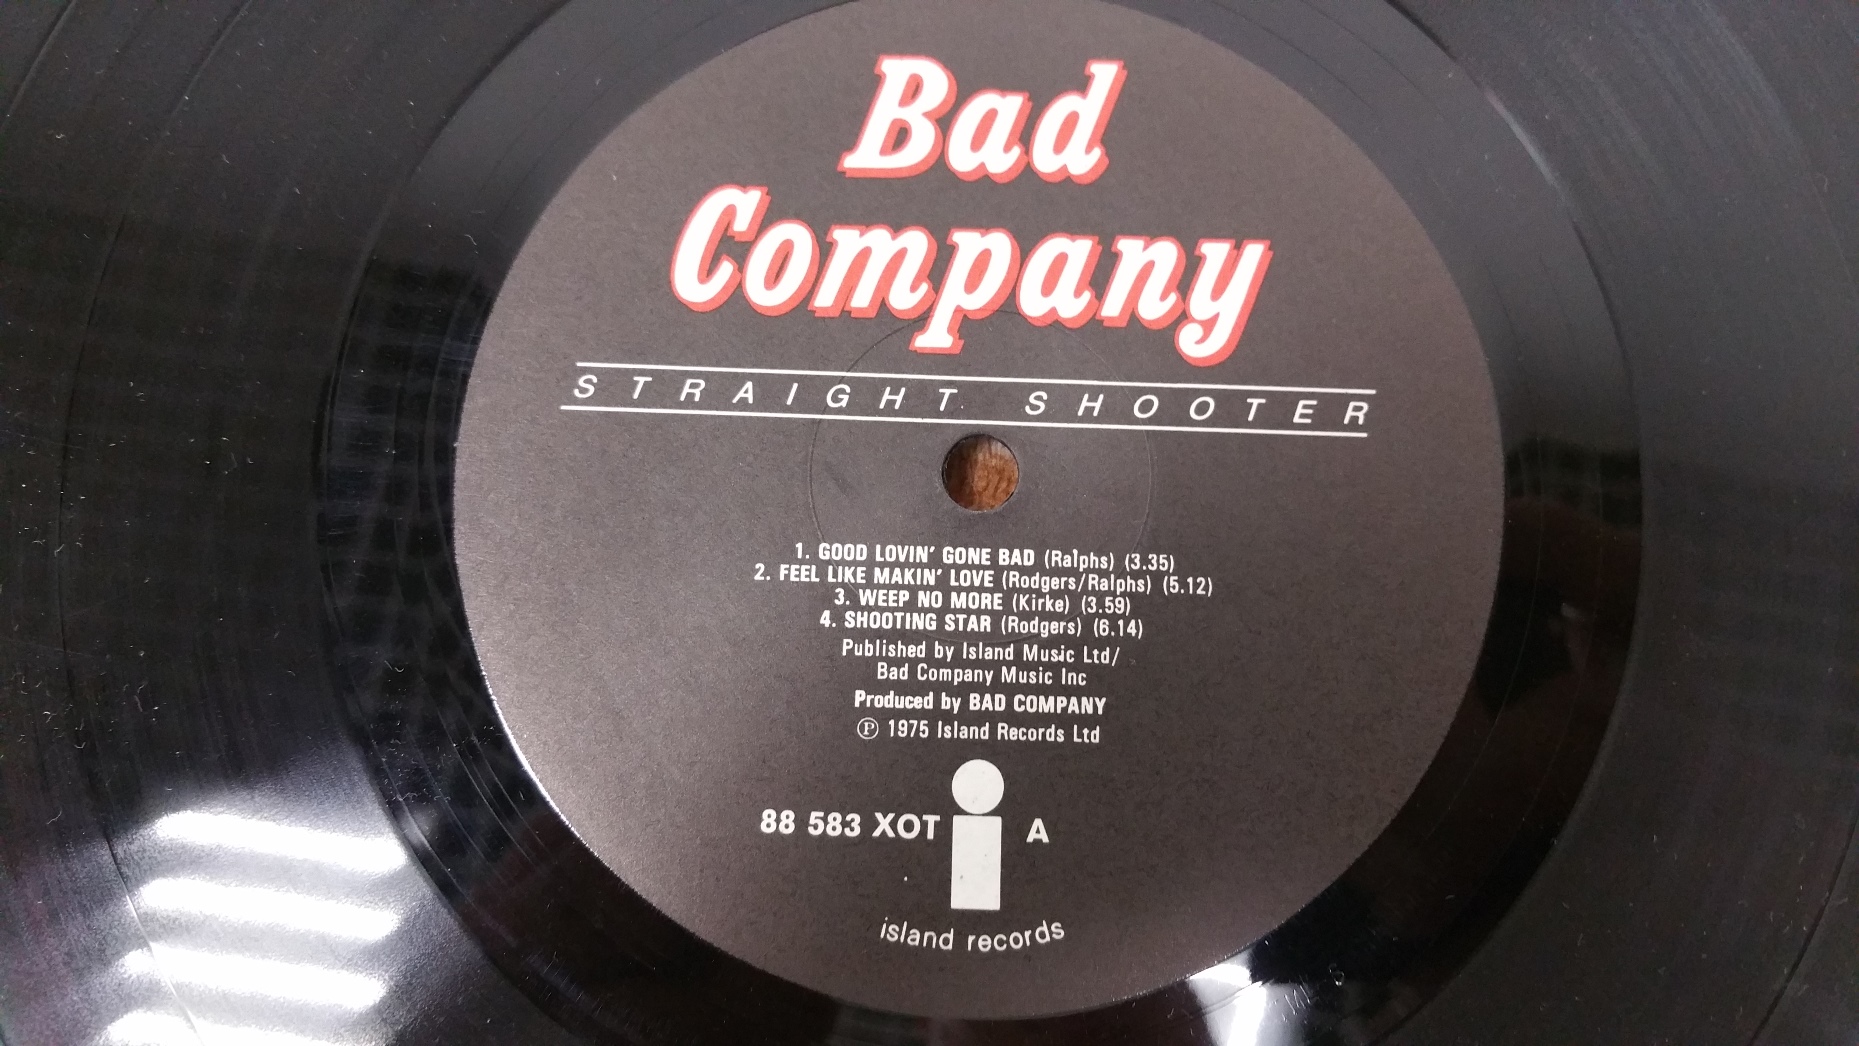 Bad
Company
STRAIGHT SHOOTER
1. GOOD LOVIN' GONE BAD (Ralphs) (3.35)
2. FEEL LIKE MAKIN' LOVE (Rodgers/Ralphs) (5.12)
3. WEEP NO MORE (Kirke) (3.59)
4. SHOOTING STAR (Rodgers) (6.14)
Published by Island Music Ltd/
Bad Company Music Inc
Produced by BAD COMPANY
℗ 1975 Island Records Ltd
88 583 XOT i A
island records